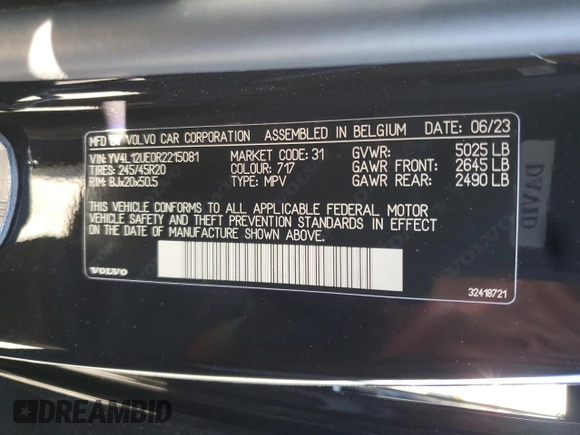 MFD BY VOLVO CAR CORPORATION ASSEMBLED IN BELGIUM 06/23
VIN: YV4L12UE0R2215081 MARKET CODE: 31 GVWR: 5025 LB
TIRES: 245/45R20 COLOUR: 717 GAWR FRONT: 2645 LB
RIM: 8Jx20x50.5 TYPE: MPV GAWR REAR: 2490 LB
THIS VEHICLE CONFORMS TO ALL APPLICABLE FEDERAL MOTOR
VEHICLE SAFETY AND THEFT PREVENTION STANDARDS IN EFFECT
ON THE DATE OF MANUFACTURE SHOWN ABOVE.
VOLVO
32418721
DAVID
DREAMBID